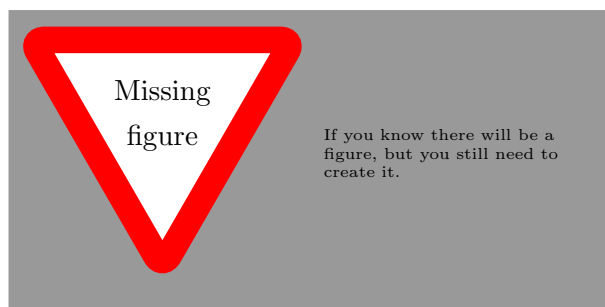 Missing
figure
If you know there will be a
figure, but you still need to
create it.